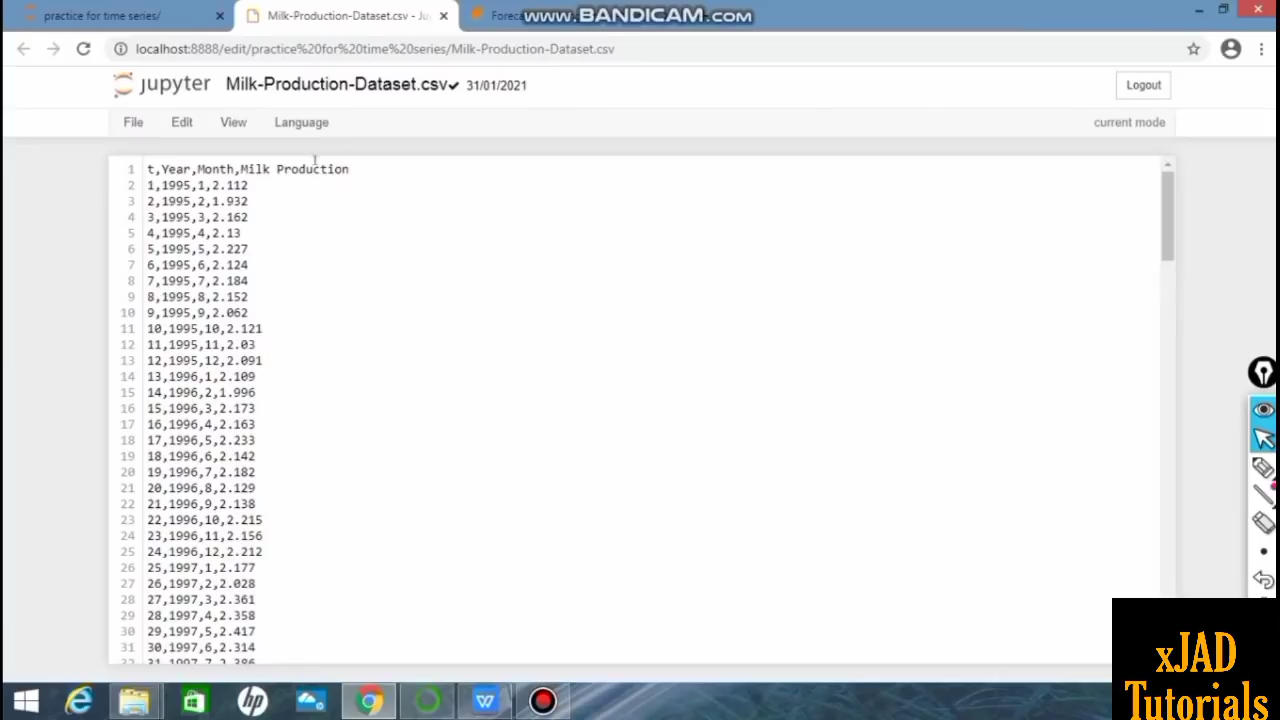 practice for time series/
Milk-Production-Dataset.csv - Ju
Foreca
www.BANDICAM.com
localhost:8888/edit/practice%20for%20time%20series/Milk-Production-Dataset.csv
jupyter Milk-Production-Dataset.csv 31/01/2021
Logout
File Edit View Language
current mode
1 t,Year,Month,Milk Production
2 1,1995,1,2.112
3 2,1995,2,1.932
4 3,1995,3,2.162
5 4,1995,4,2.13
6 5,1995,5,2.227
7 6,1995,6,2.124
8 7,1995,7,2.184
9 8,1995,8,2.152
10 9,1995,9,2.062
11 10,1995,10,2.121
12 11,1995,11,2.03
13 12,1995,12,2.091
14 13,1996,1,2.109
15 14,1996,2,1.996
16 15,1996,3,2.173
17 16,1996,4,2.163
18 17,1996,5,2.233
19 18,1996,6,2.142
20 19,1996,7,2.182
21 20,1996,8,2.129
22 21,1996,9,2.138
23 22,1996,10,2.215
24 23,1996,11,2.156
25 24,1996,12,2.212
26 25,1997,1,2.177
27 26,1997,2,2.028
28 27,1997,3,2.361
29 28,1997,4,2.358
30 29,1997,5,2.417
31 30,1997,6,2.314
32 31,1997,7,2.386
hp
W
xJAD
Tutorials